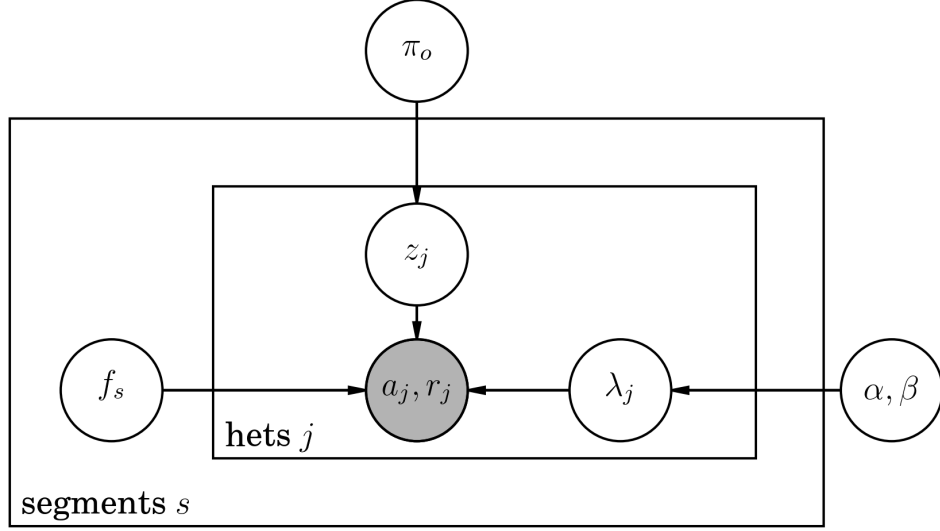 π_o
z_j
f_s
a_j, r_j
λ_j
α, β
hets j
segments s